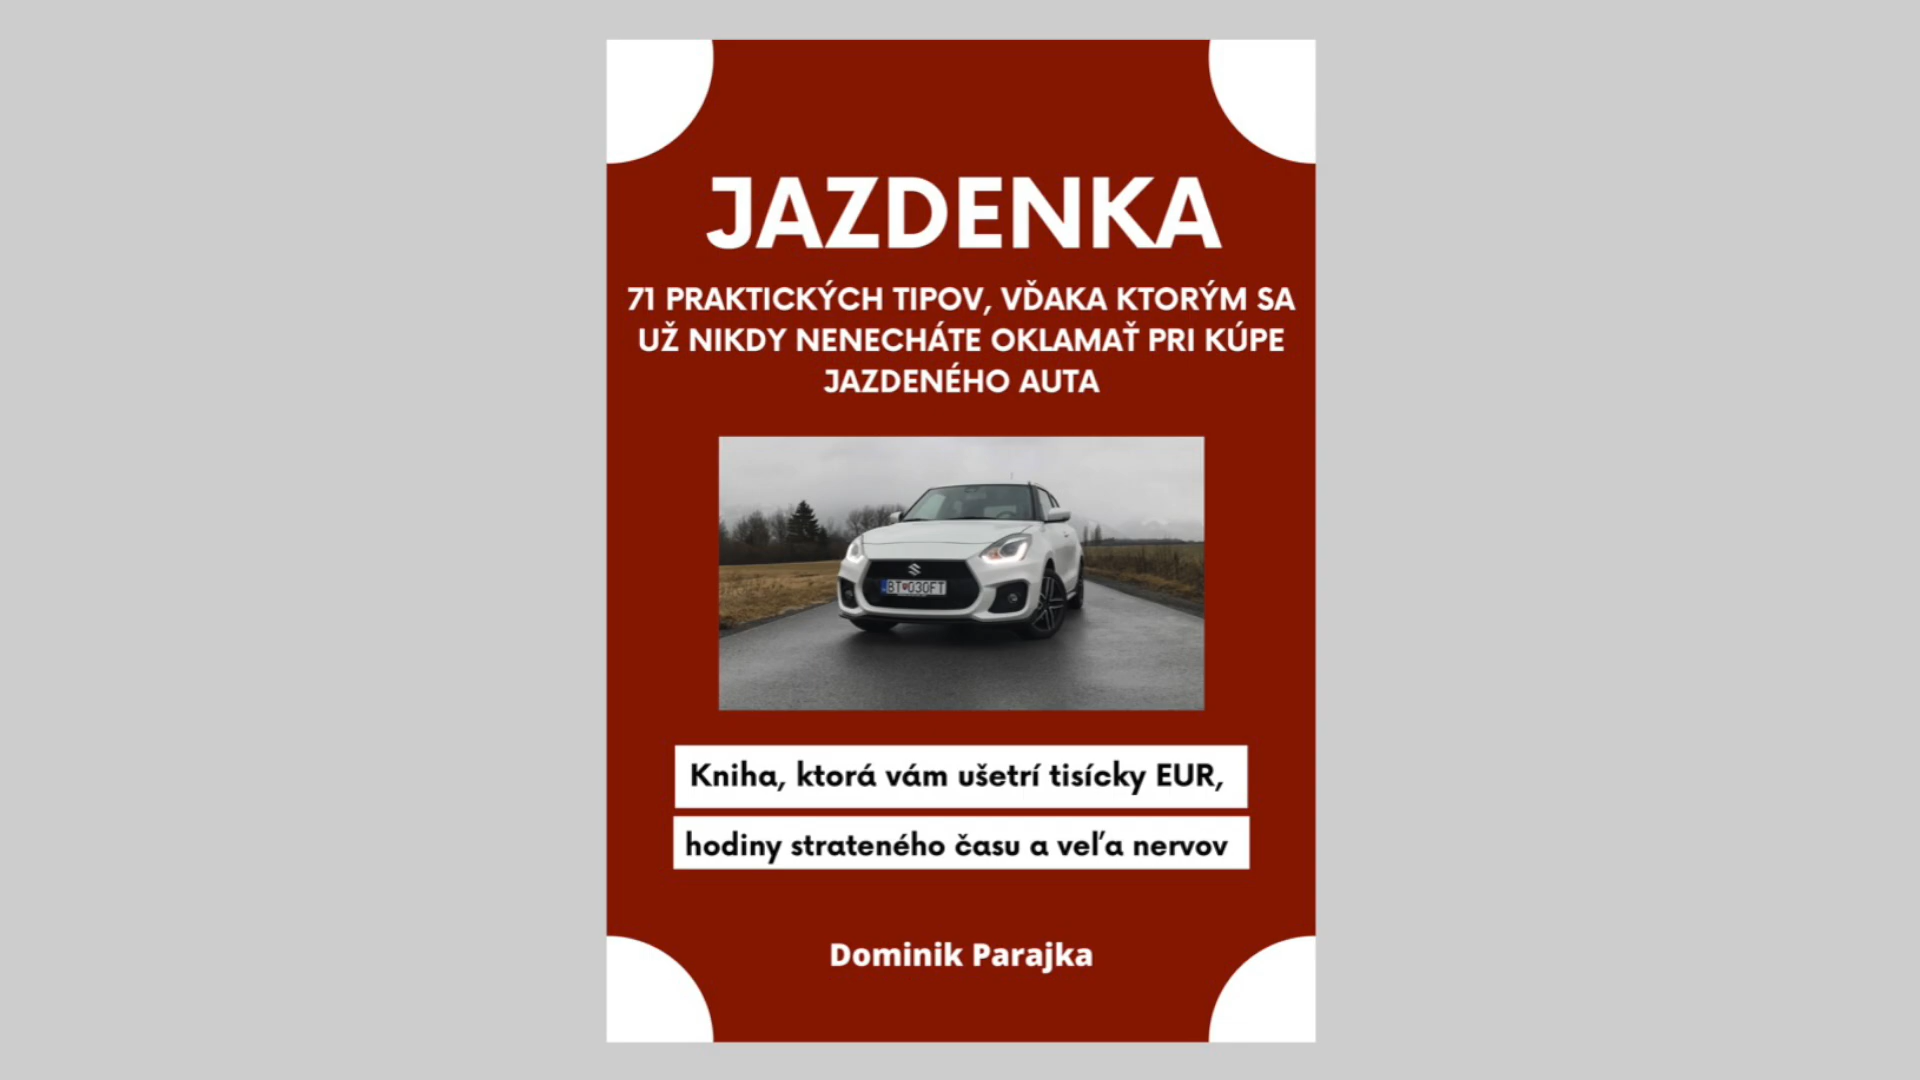 JAZDENKA
71 PRAKTICKÝCH TIPOV, VĎAKA KTORÝM SA
UŽ NIKDY NENECHÁTE OKLAMAŤ PRI KÚPE
JAZDENÉHO AUTA
BT 030FT
Kniha, ktorá vám ušetrí tisícky EUR,
hodiny strateného času a veľa nervov
Dominik Parajka